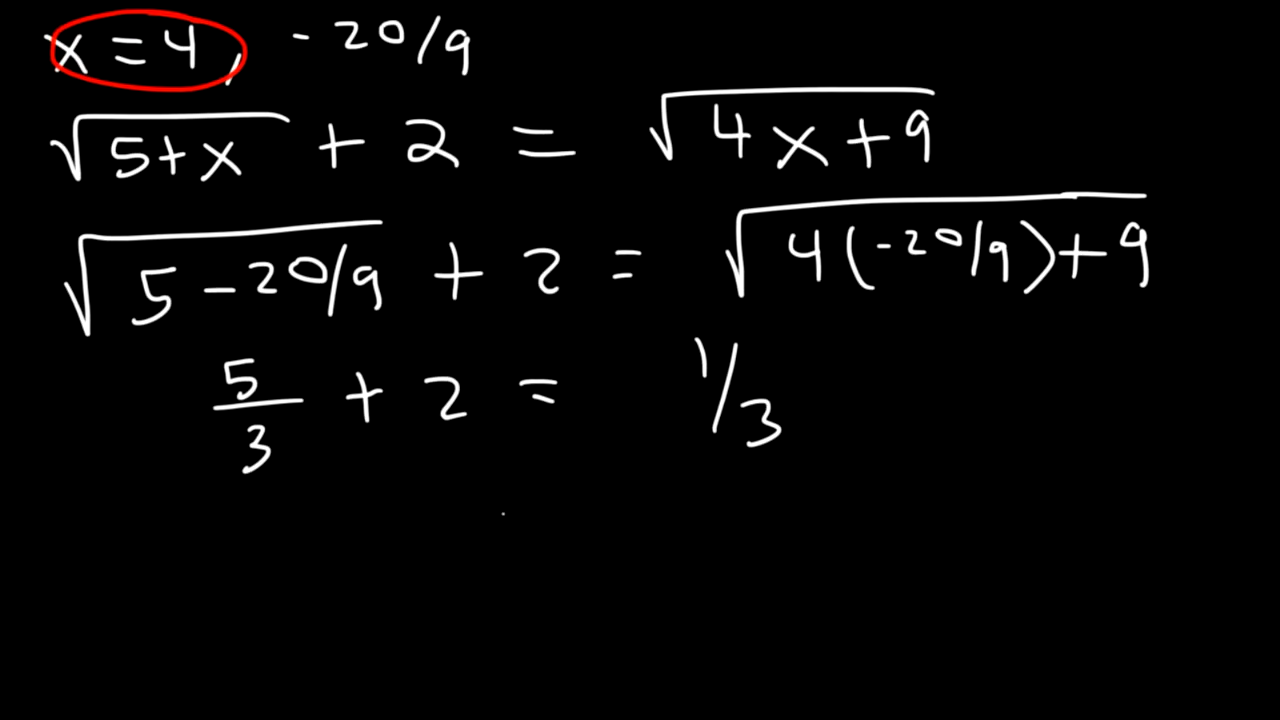 x = 4, -20/9
√(5+x) + 2 = √(4x+9)
√(5-20/9) + 2 = √(4(-20/9)+9)
5/3 + 2 = 1/3